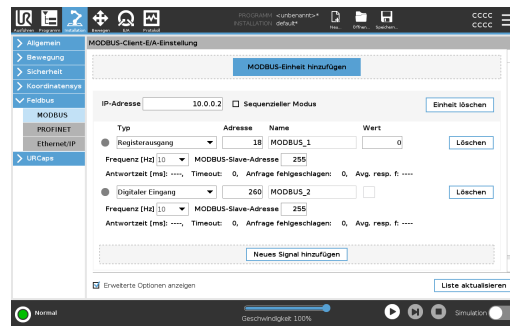 UR
PROGRAMM <unbenannt>*
INSTALLATION default*
CCCC
CCCC
Ausführen Programm Installation Bewegen E/A Protokoll Neu... Öffnen... Speichern...
Allgemein
Bewegung
Sicherheit
Koordinatensys
Feldbus
MODBUS
PROFINET
Ethernet/IP
URCaps
MODBUS-Client-E/A-Einstellung
MODBUS-Einheit hinzufügen
IP-Adresse 10.0.0.2 Sequenzieller Modus Einheit löschen
Typ Adresse Name Wert
Registerausgang 18 MODBUS_1 0 Löschen
Frequenz [Hz] 10 MODBUS-Slave-Adresse 255
Antwortzeit [ms]: ----, Timeout: 0, Anfrage fehlgeschlagen: 0, Avg. resp. f: ----
Digitaler Eingang 260 MODBUS_2 Löschen
Frequenz [Hz] 10 MODBUS-Slave-Adresse 255
Antwortzeit [ms]: ----, Timeout: 0, Anfrage fehlgeschlagen: 0, Avg. resp. f: ----
Neues Signal hinzufügen
Erweiterte Optionen anzeigen Liste aktualisieren
Normal Geschwindigkeit 100% Simulation